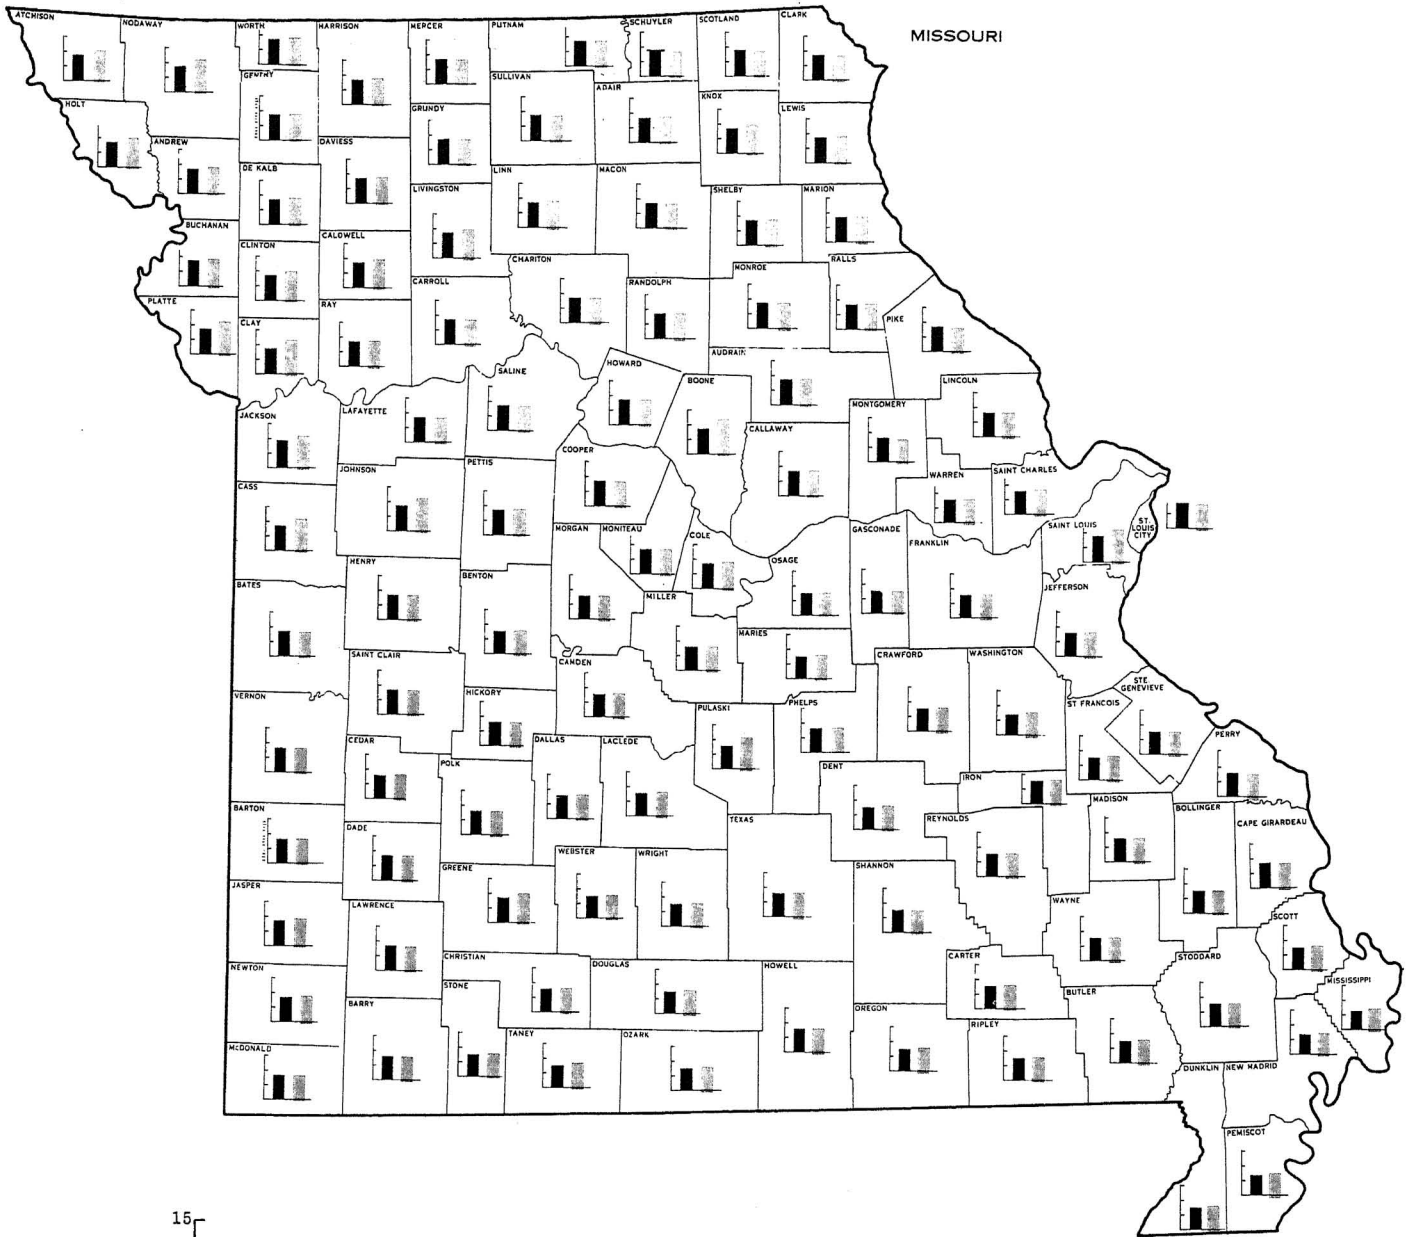 MISSOURI
ATCHISON
NODAWAY
WORTH
HARRISON
MERCER
PUTNAM
SCHUYLER
SCOTLAND
CLARK
GENTRY
SULLIVAN
ADAIR
KNOX
LEWIS
HOLT
GRUNDY
ANDREW
DAVIESS
DE KALB
LINN
MACON
LIVINGSTON
SHELBY
MARION
BUCHANAN
CLINTON
CALDWELL
CHARITON
MONROE
RALLS
CARROLL
RANDOLPH
PLATTE
RAY
CLAY
PIKE
AUDRAIN
HOWARD
SALINE
BOONE
LINCOLN
JACKSON
LAFAYETTE
MONTGOMERY
CALLAWAY
COOPER
PETTIS
JOHNSON
WARREN
SAINT CHARLES
CASS
MORGAN
MONITEAU
COLE
GASCONADE
SAINT LOUIS
ST.
LOUIS
CITY
FRANKLIN
OSAGE
HENRY
BENTON
BATES
JEFFERSON
MILLER
MARIES
SAINT CLAIR
CAMDEN
CRAWFORD
WASHINGTON
STE.
GENEVIEVE
VERNON
HICKORY
PULASKI
PHELPS
ST FRANCOIS
PERRY
CEDAR
DALLAS
LACLEDE
POLK
DENT
IRON
MADISON
BOLLINGER
BARTON
TEXAS
REYNOLDS
CAPE GIRARDEAU
DADE
WEBSTER
WRIGHT
GREENE
SHANNON
JASPER
WAYNE
LAWRENCE
SCOTT
CHRISTIAN
DOUGLAS
HOWELL
CARTER
STODDARD
NEWTON
STONE
MISSISSIPPI
BUTLER
BARRY
OREGON
RIPLEY
TANEY
OZARK
McDONALD
DUNKLIN
NEW MADRID
PEMISCOT
15